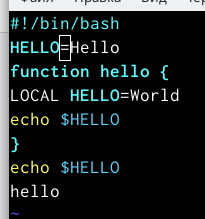 #!/bin/bash
HELLO=Hello
function hello {
LOCAL HELLO=World
echo $HELLO
}
echo $HELLO
hello
~